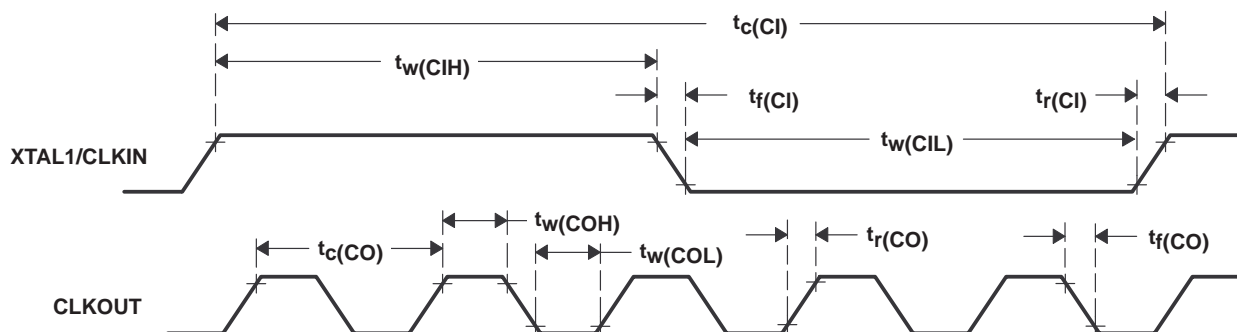 tc(CI)
tw(CIH)
tf(CI)
tr(CI)
XTAL1/CLKIN
tw(CIL)
tw(COH)
tc(CO)
tw(COL)
tr(CO)
tf(CO)
CLKOUT